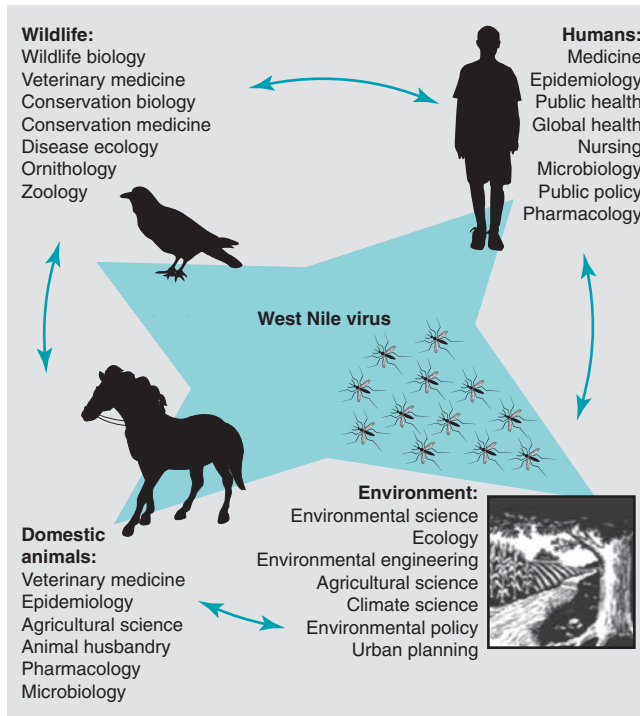 Wildlife:
Wildlife biology
Veterinary medicine
Conservation biology
Conservation medicine
Disease ecology
Ornithology
Zoology
Humans:
Medicine
Epidemiology
Public health
Global health
Nursing
Microbiology
Public policy
Pharmacology
West Nile virus
Domestic
animals:
Veterinary medicine
Epidemiology
Agricultural science
Animal husbandry
Pharmacology
Microbiology
Environment:
Environmental science
Ecology
Environmental engineering
Agricultural science
Climate science
Environmental policy
Urban planning